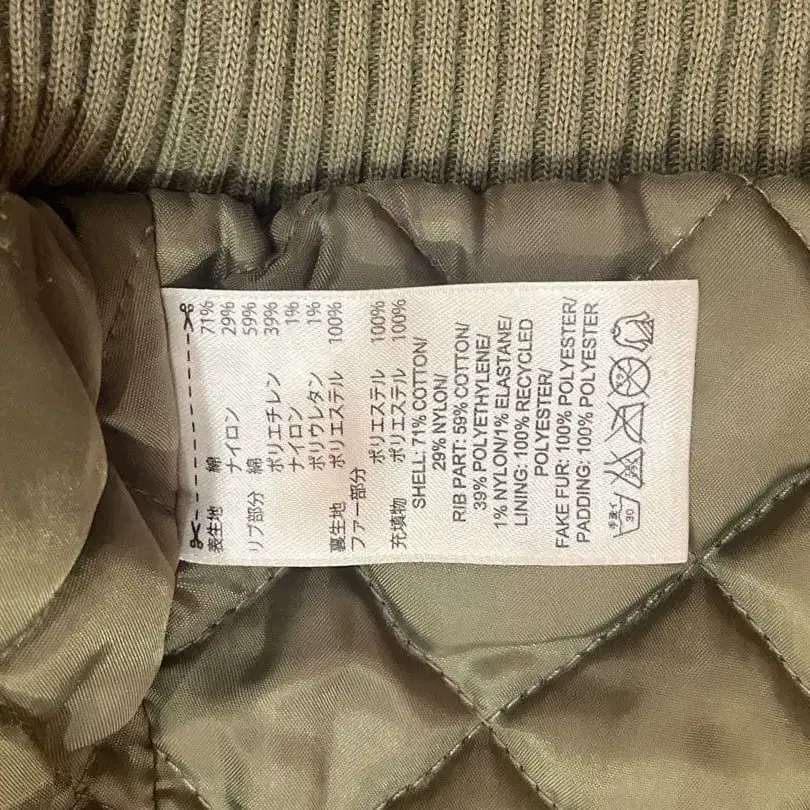 表生地 綿 71%
ナイロン 29%
リブ部分 綿 59%
ポリエチレン 39%
ナイロン 1%
ポリウレタン 1%
裏生地 ポリエステル 100%
ファー部分
ポリエステル 100%
充填物 ポリエステル 100%
SHELL: 71% COTTON/
29% NYLON/
RIB PART: 59% COTTON/
39% POLYETHYLENE/
1% NYLON/1% ELASTANE/
LINING: 100% RECYCLED
POLYESTER/
FAKE FUR: 100% POLYESTER/
PADDING: 100% POLYESTER
手洗イ
30